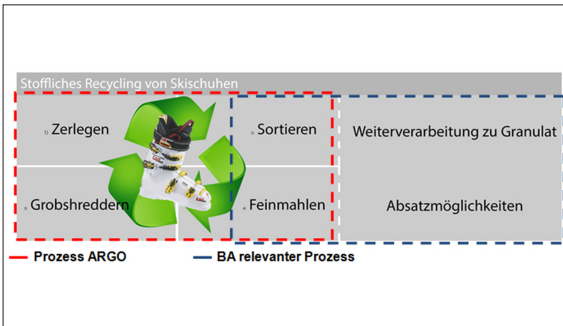 Stoffliches Recycling von Skischuhen
Zerlegen
Sortieren
Weiterverarbeitung zu Granulat
Grobshreddern
Feinmahlen
Absatzmöglichkeiten
Prozess ARGO
BA relevanter Prozess